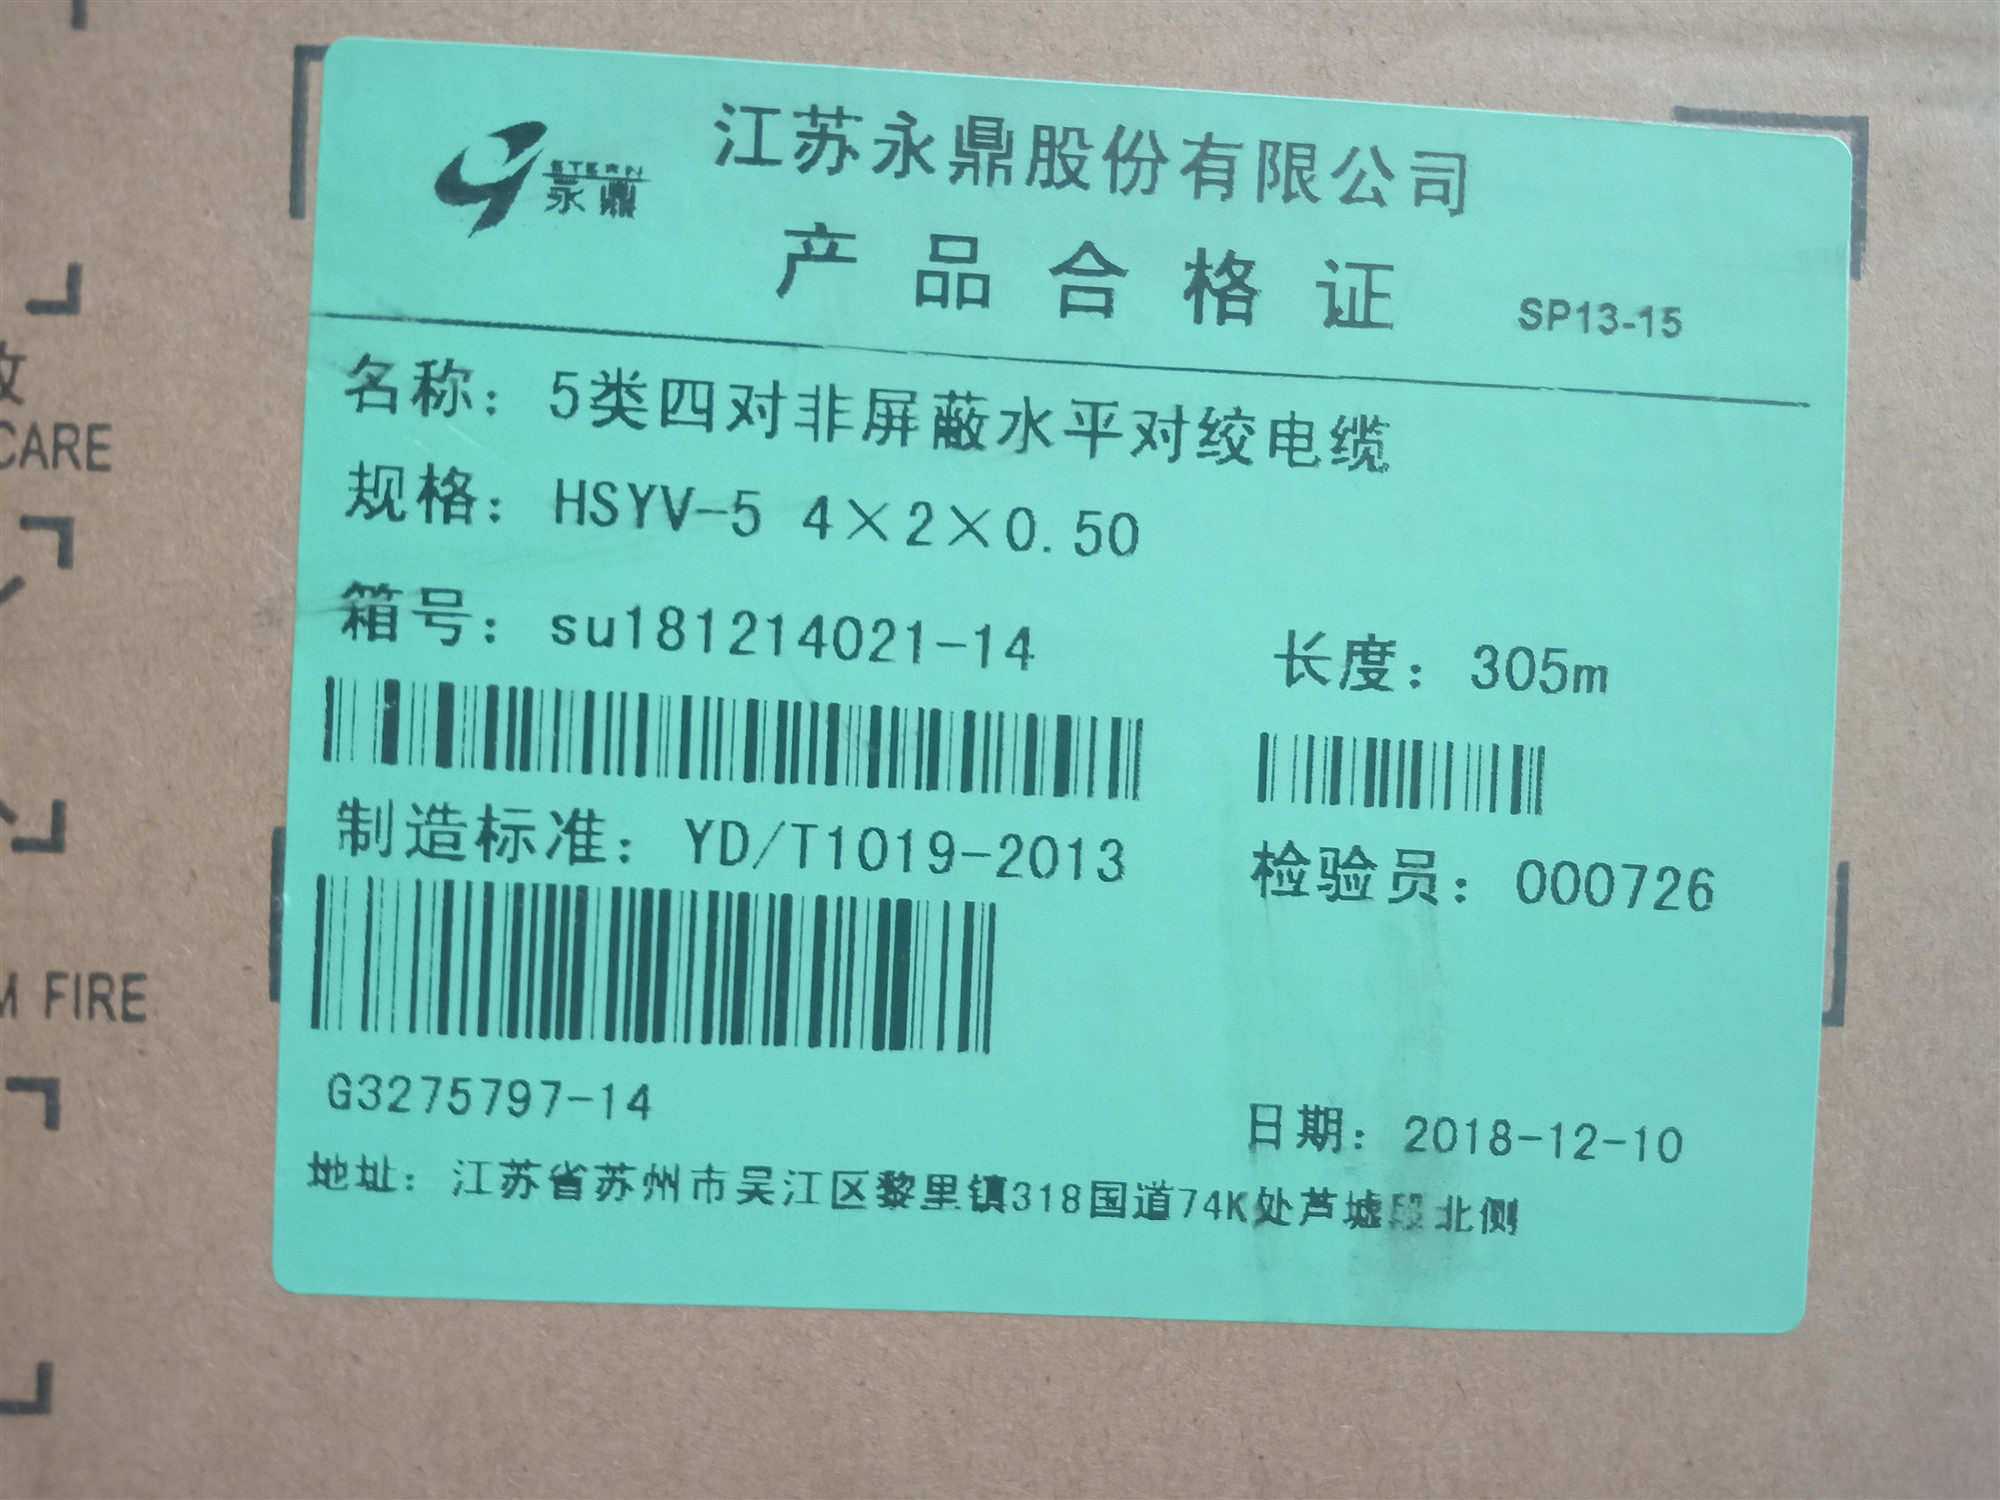 江苏永鼎股份有限公司
永鼎
产品合格证
SP13-15
名称：5类四对非屏蔽水平对绞电缆
规格：HSYV-5 4×2×0.50
箱号：su181214021-14
长度：305m
制造标准：YD/T1019-2013
检验员：000726
G3275797-14
日期：2018-12-10
地址：江苏省苏州市吴江区黎里镇318国道74K处芦墟段北侧
CARE
FIRE